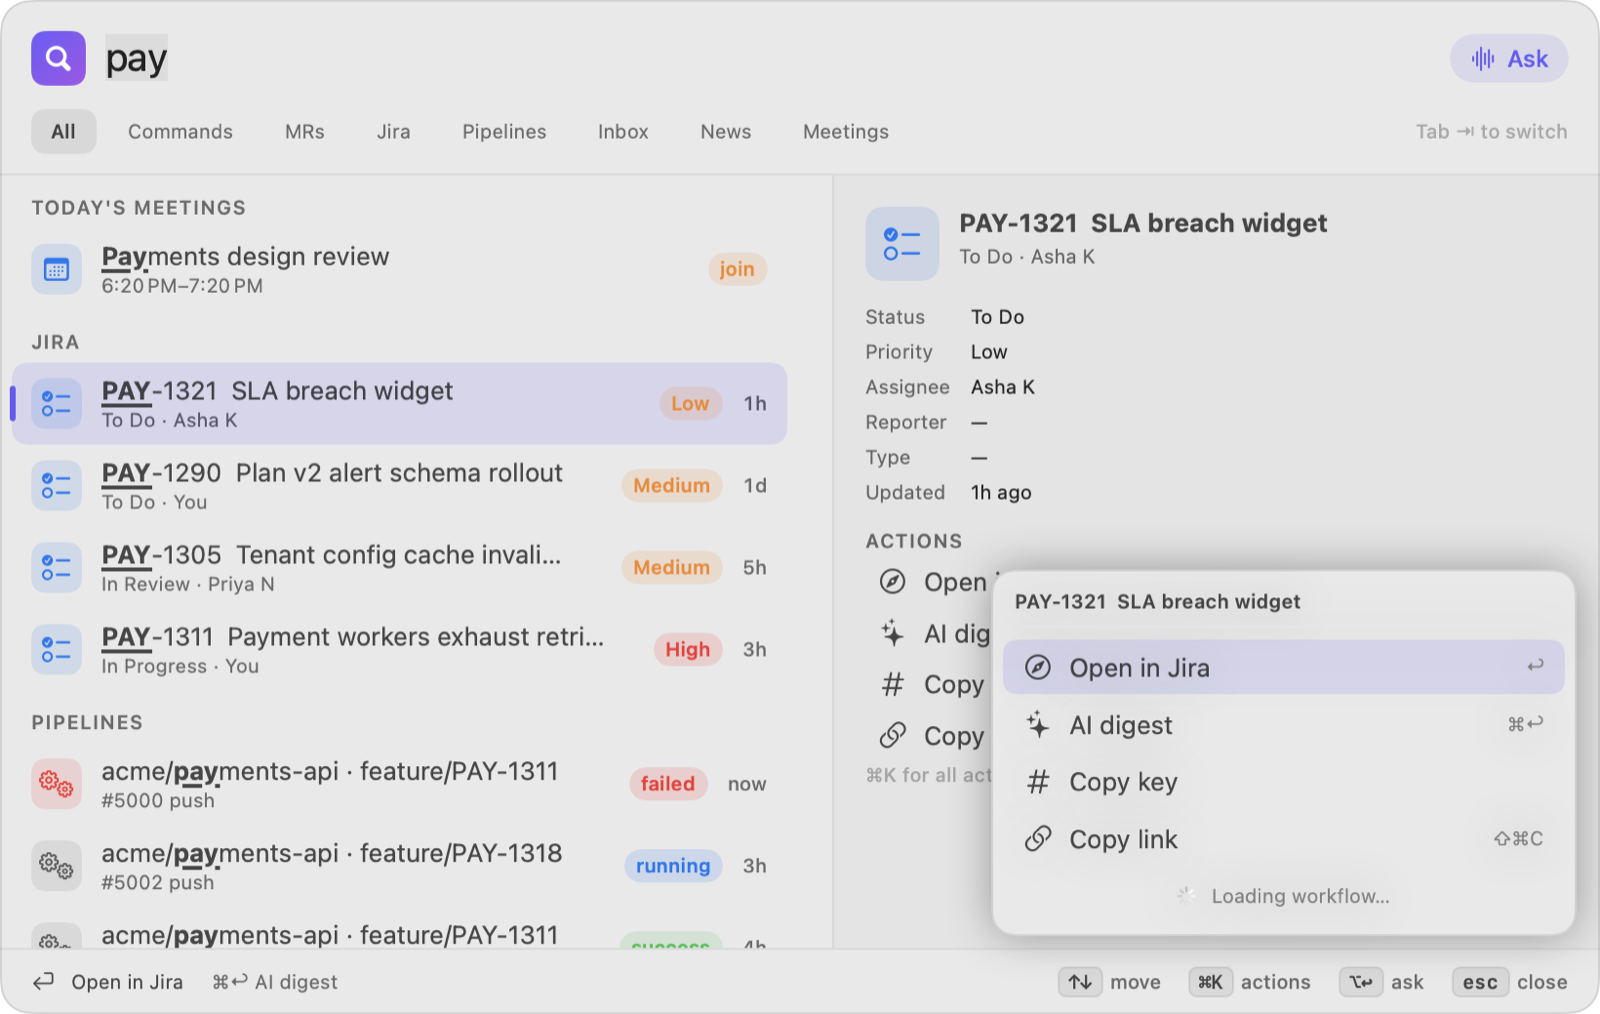 pay
Ask
All
Commands
MRs
Jira
Pipelines
Inbox
News
Meetings
Tab ⇥ to switch
TODAY'S MEETINGS
Payments design review
6:20 PM–7:20 PM
join
JIRA
PAY-1321 SLA breach widget
To Do · Asha K
Low
1h
PAY-1290 Plan v2 alert schema rollout
To Do · You
Medium
1d
PAY-1305 Tenant config cache invali...
In Review · Priya N
Medium
5h
PAY-1311 Payment workers exhaust retri...
In Progress · You
High
3h
PIPELINES
acme/payments-api · feature/PAY-1311
#5000 push
failed
now
acme/payments-api · feature/PAY-1318
#5002 push
running
3h
acme/payments-api · feature/PAY-1311
success
4h
PAY-1321 SLA breach widget
To Do · Asha K
Status To Do
Priority Low
Assignee Asha K
Reporter —
Type —
Updated 1h ago
ACTIONS
Open
AI dig
Copy
Copy
⌘K for all act
PAY-1321 SLA breach widget
Open in Jira ↩
AI digest ⌘↩
Copy key
Copy link ⇧⌘C
Loading workflow...
↩ Open in Jira
⌘↩ AI digest
↑↓ move
⌘K actions
⌥↩ ask
esc close